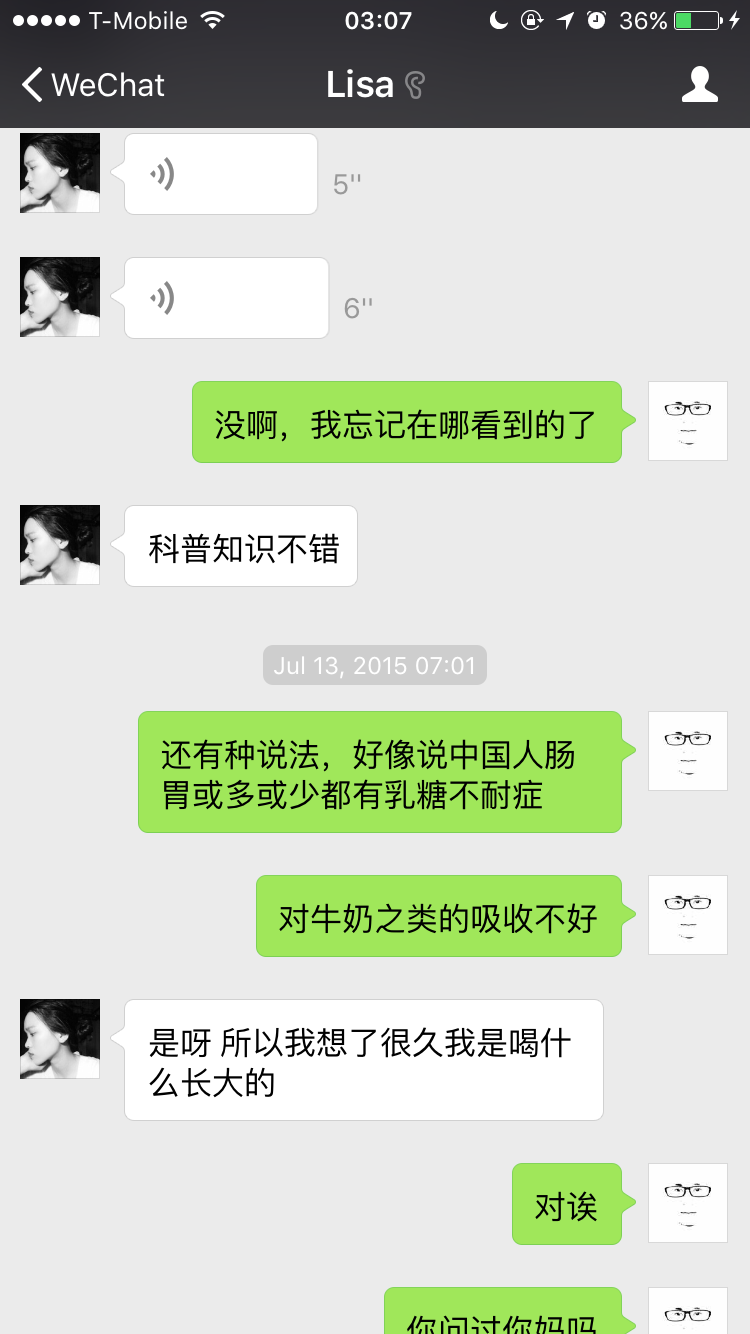 T-Mobile 03:07 36%
WeChat Lisa
5''
6''
没啊，我忘记在哪看到的了
科普知识不错
Jul 13, 2015 07:01
还有种说法，好像说中国人肠
胃或多或少都有乳糖不耐症
对牛奶之类的吸收不好
是呀 所以我想了很久我是喝什
么长大的
对诶
你问过你妈吗